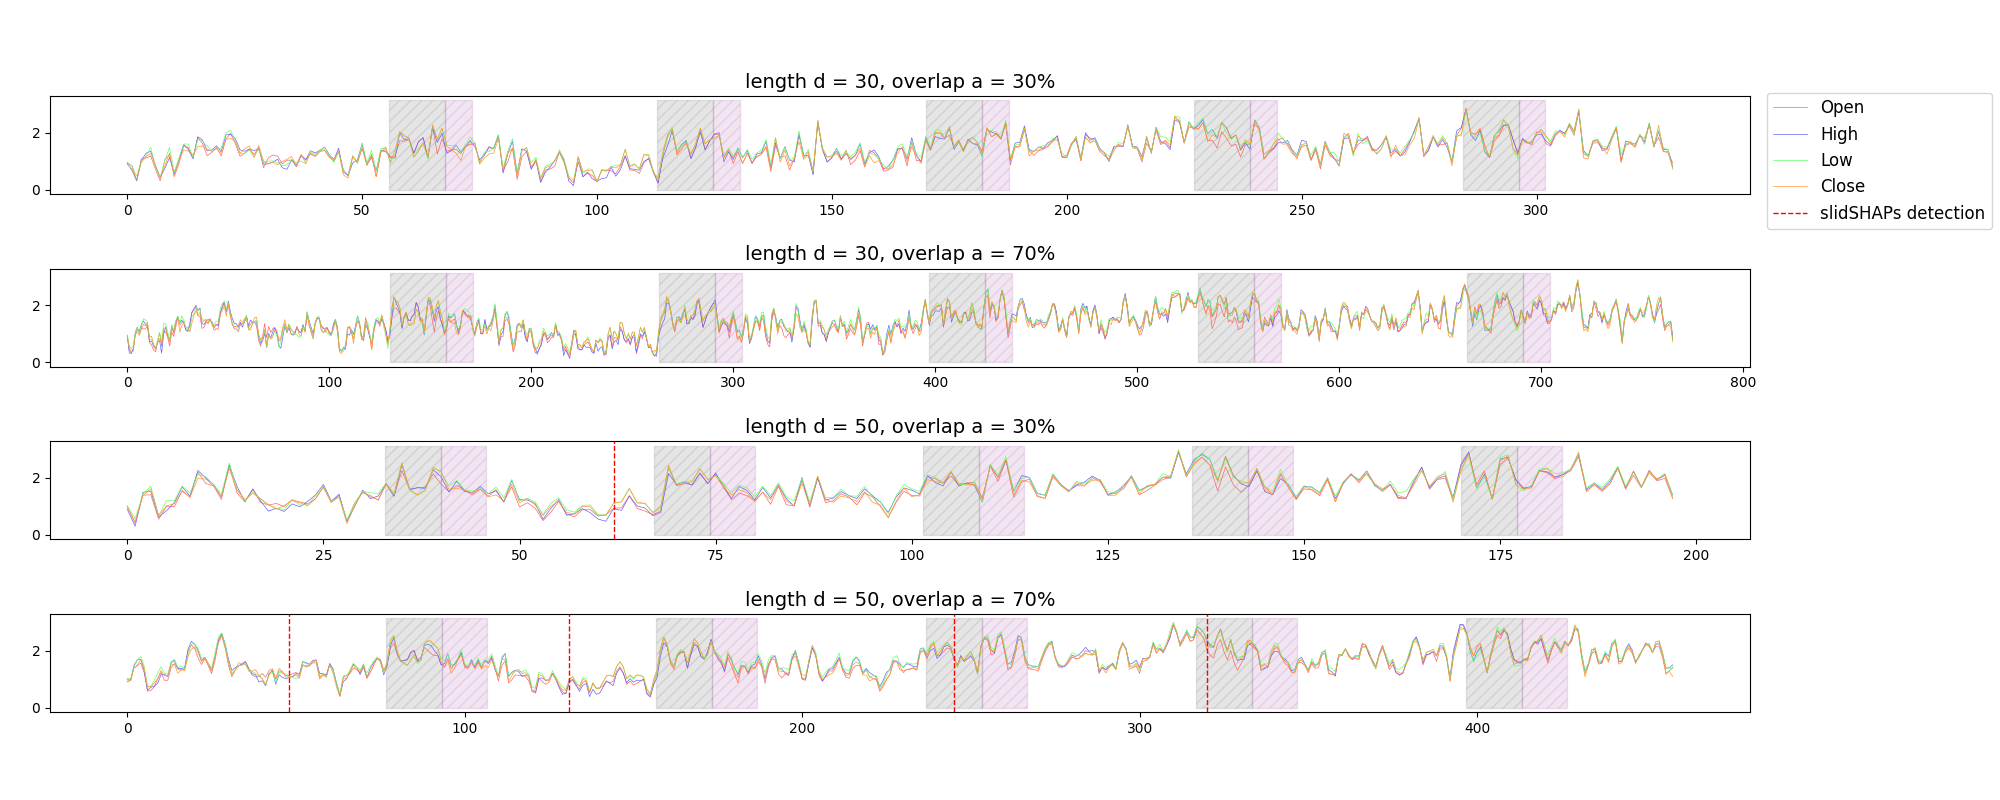 length d = 30, overlap a = 30%
2
0
0 50 100 150 200 250 300
Open
High
Low
Close
slidSHAPs detection
length d = 30, overlap a = 70%
2
0
0 100 200 300 400 500 600 700 800
length d = 50, overlap a = 30%
2
0
0 25 50 75 100 125 150 175 200
length d = 50, overlap a = 70%
2
0
0 100 200 300 400